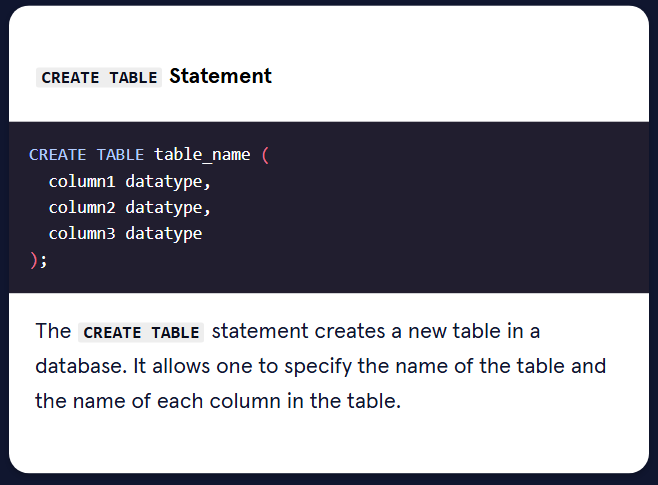 CREATE TABLE Statement
CREATE TABLE table_name (
  column1 datatype,
  column2 datatype,
  column3 datatype
);
The CREATE TABLE statement creates a new table in a
database. It allows one to specify the name of the table and
the name of each column in the table.